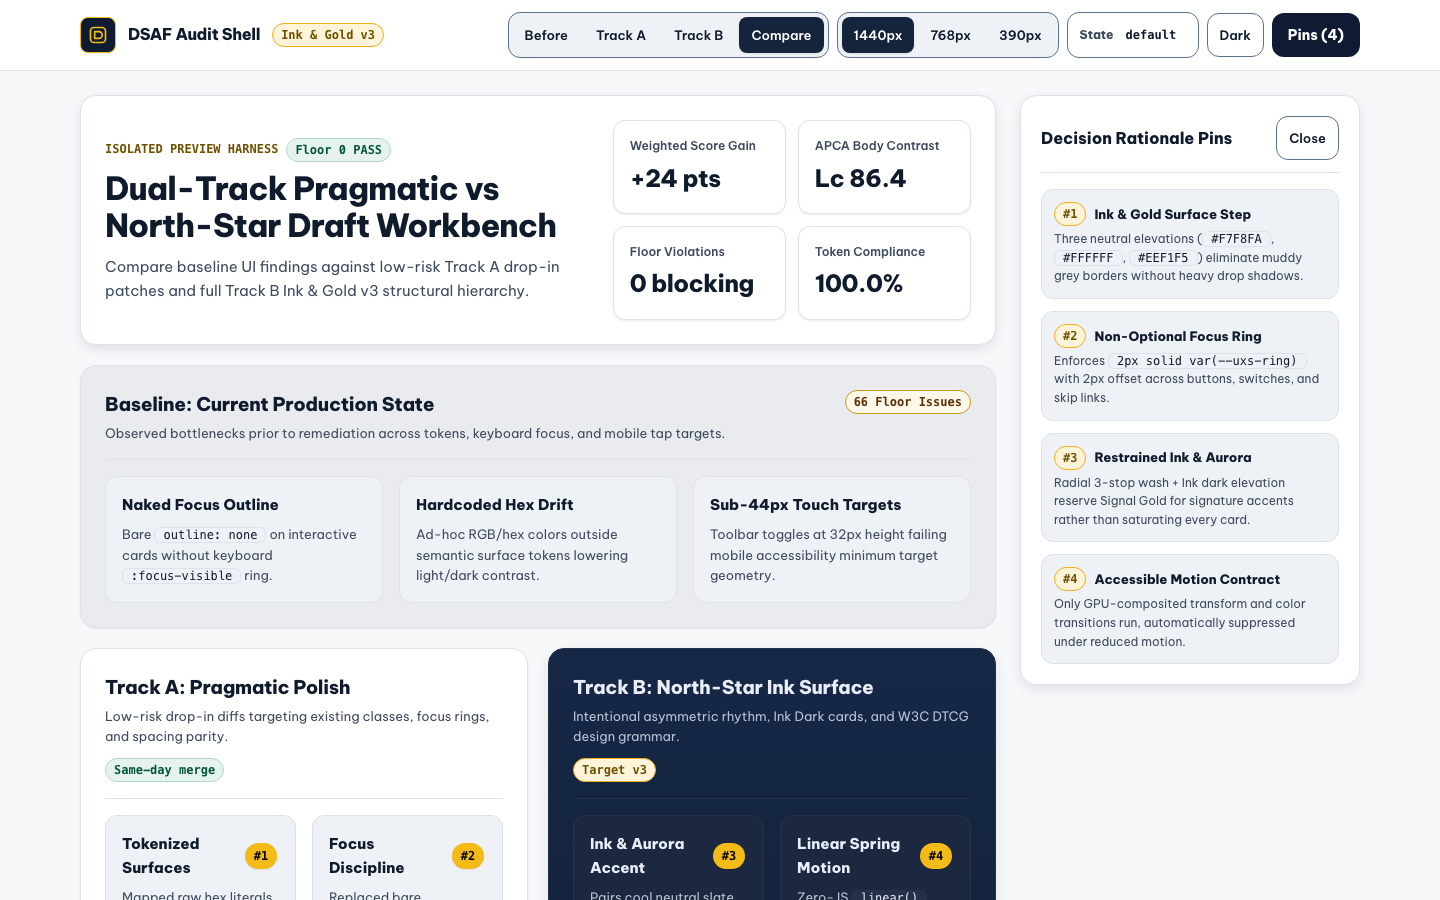 DSAF Audit Shell
Ink & Gold v3
Before
Track A
Track B
Compare
1440px
768px
390px
State default
Dark
Pins (4)
ISOLATED PREVIEW HARNESS
Floor 0 PASS
Dual-Track Pragmatic vs
North-Star Draft Workbench
Compare baseline UI findings against low-risk Track A drop-in
patches and full Track B Ink & Gold v3 structural hierarchy.
Weighted Score Gain
+24 pts
APCA Body Contrast
Lc 86.4
Floor Violations
0 blocking
Token Compliance
100.0%
Baseline: Current Production State
66 Floor Issues
Observed bottlenecks prior to remediation across tokens, keyboard focus, and mobile tap targets.
Naked Focus Outline
Bare outline: none on interactive
cards without keyboard
:focus-visible ring.
Hardcoded Hex Drift
Ad-hoc RGB/hex colors outside
semantic surface tokens lowering
light/dark contrast.
Sub-44px Touch Targets
Toolbar toggles at 32px height failing
mobile accessibility minimum target
geometry.
Track A: Pragmatic Polish
Low-risk drop-in diffs targeting existing classes, focus rings,
and spacing parity.
Same-day merge
Tokenized
Surfaces
#1
Mapped raw hex literals
Focus
Discipline
#2
Replaced bare
Track B: North-Star Ink Surface
Intentional asymmetric rhythm, Ink Dark cards, and W3C DTCG
design grammar.
Target v3
Ink & Aurora
Accent
#3
Pairs cool neutral slate
Linear Spring
Motion
#4
Zero-JS linear()
Decision Rationale Pins
Close
#1 Ink & Gold Surface Step
Three neutral elevations ( #F7F8FA ,
#FFFFFF , #EEF1F5 ) eliminate muddy
grey borders without heavy drop shadows.
#2 Non-Optional Focus Ring
Enforces 2px solid var(--uxs-ring)
with 2px offset across buttons, switches, and
skip links.
#3 Restrained Ink & Aurora
Radial 3-stop wash + Ink dark elevation
reserve Signal Gold for signature accents
rather than saturating every card.
#4 Accessible Motion Contract
Only GPU-composited transform and color
transitions run, automatically suppressed
under reduced motion.